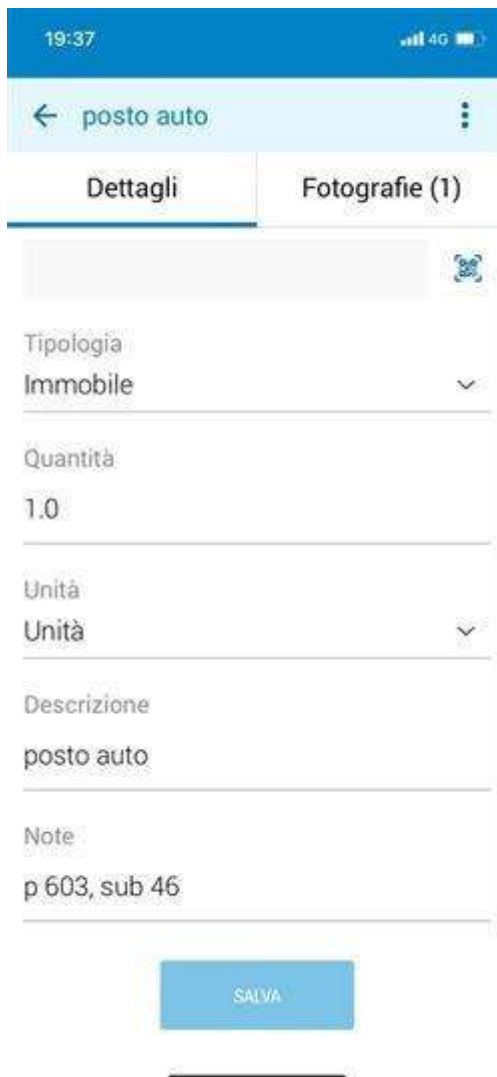 19:37 4G
posto auto
Dettagli Fotografie (1)
Tipologia
Immobile
Quantità
1.0
Unità
Unità
Descrizione
posto auto
Note
p 603, sub 46
SALVA